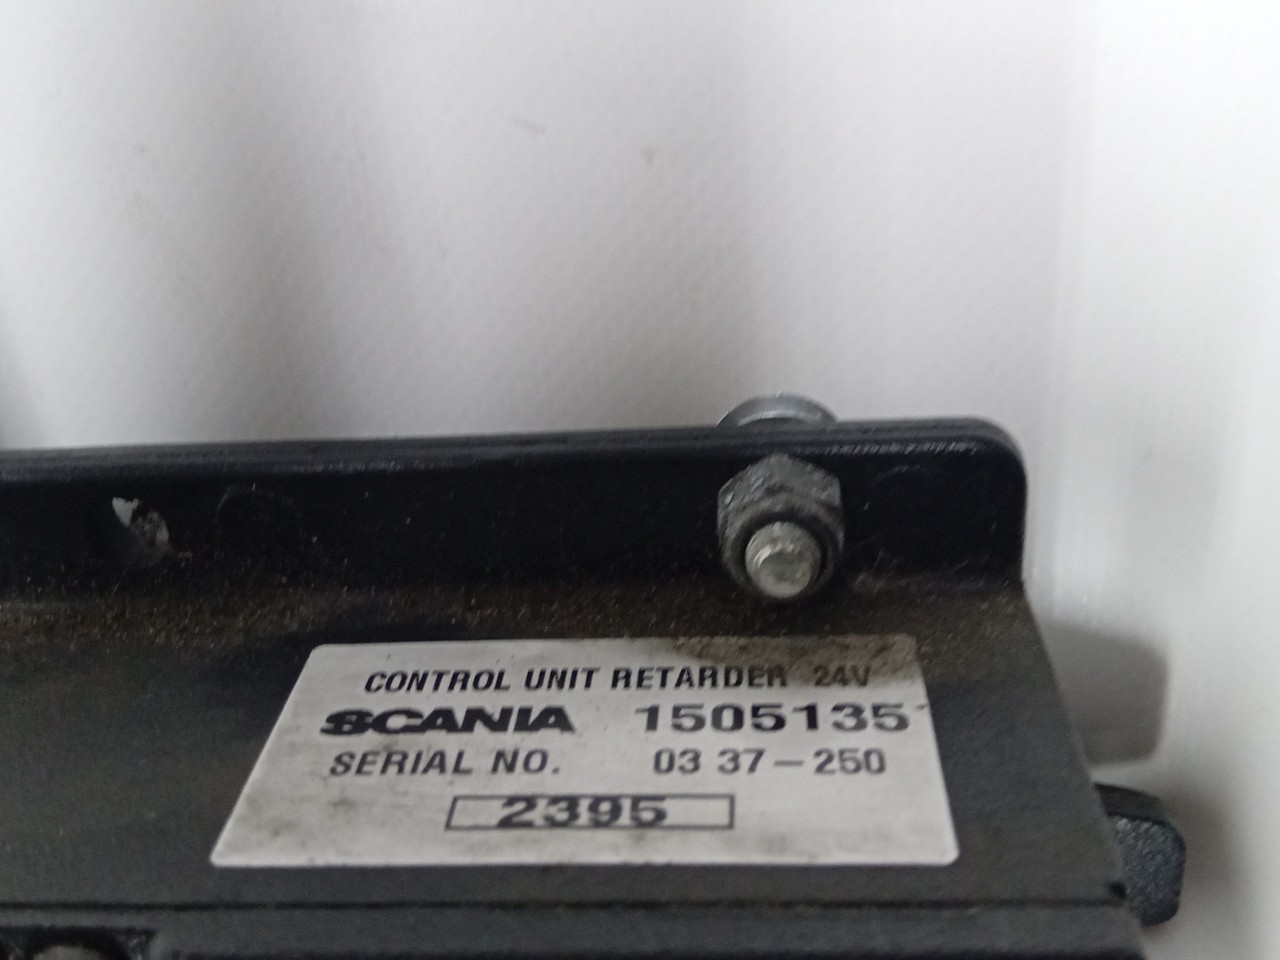 CONTROL UNIT RETARDER 24V
SCANIA 1505135
SERIAL NO. 03 37-250
2395